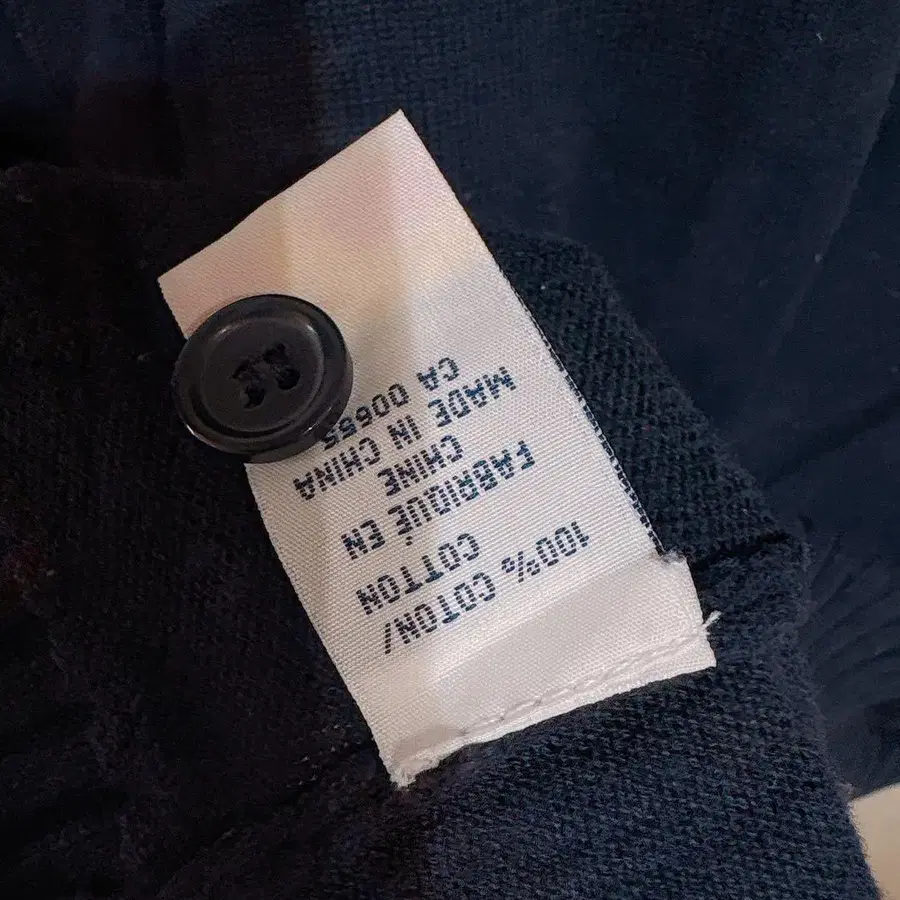 100% COTON/
COTTON
FABRIQUÉ EN
CHINE
MADE IN CHINA
CA 00655